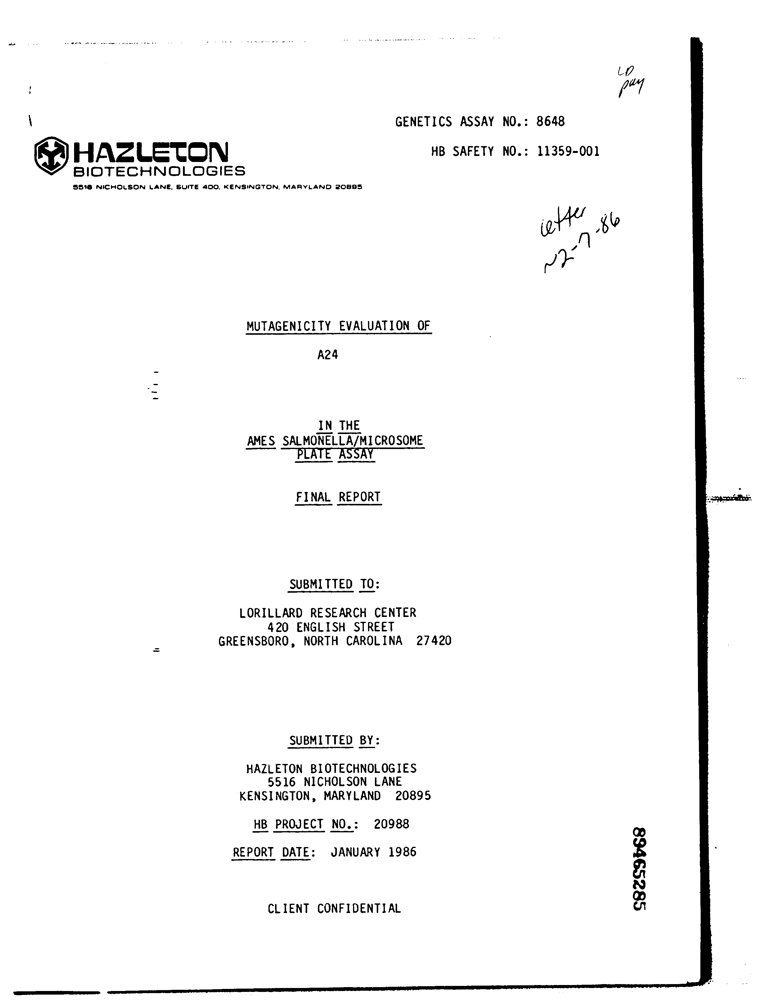 LD
pay
GENETICS ASSAY NO.: 8648
HB SAFETY NO.: 11359-001
HAZLETON
BIOTECHNOLOGIES
5516 NICHOLSON LANE, SUITE 400, KENSINGTON, MARYLAND 20895
letter
2-7-86
MUTAGENICITY EVALUATION OF
A24
IN THE
AMES SALMONELLA/MICROSOME
PLATE ASSAY
FINAL REPORT
SUBMITTED TO:
LORILLARD RESEARCH CENTER
420 ENGLISH STREET
GREENSBORO, NORTH CAROLINA 27420
SUBMITTED BY:
HAZLETON BIOTECHNOLOGIES
5516 NICHOLSON LANE
KENSINGTON, MARYLAND 20895
HB PROJECT NO.: 20988
REPORT DATE: JANUARY 1986
CLIENT CONFIDENTIAL
89465285